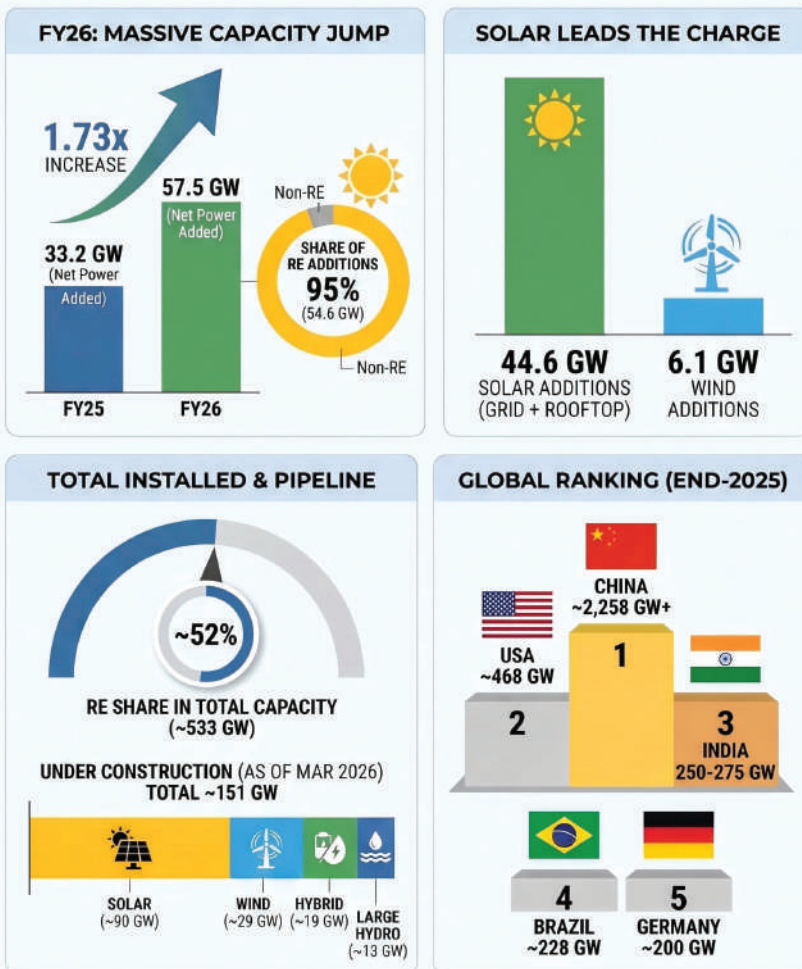 FY26: MASSIVE CAPACITY JUMP
1.73x
INCREASE
33.2 GW
(Net Power
Added)
57.5 GW
(Net Power
Added)
FY25
FY26
Non-RE
SHARE OF
RE ADDITIONS
95%
(54.6 GW)
Non-RE
SOLAR LEADS THE CHARGE
44.6 GW
SOLAR ADDITIONS
(GRID + ROOFTOP)
6.1 GW
WIND
ADDITIONS
TOTAL INSTALLED & PIPELINE
~52%
RE SHARE IN TOTAL CAPACITY
(~533 GW)
UNDER CONSTRUCTION (AS OF MAR 2026)
TOTAL ~151 GW
SOLAR
(~90 GW)
WIND
(~29 GW)
HYBRID
(~19 GW)
LARGE
HYDRO
(~13 GW)
GLOBAL RANKING (END-2025)
CHINA
~2,258 GW+
1
USA
~468 GW
2
3
INDIA
250-275 GW
4
BRAZIL
~228 GW
5
GERMANY
~200 GW